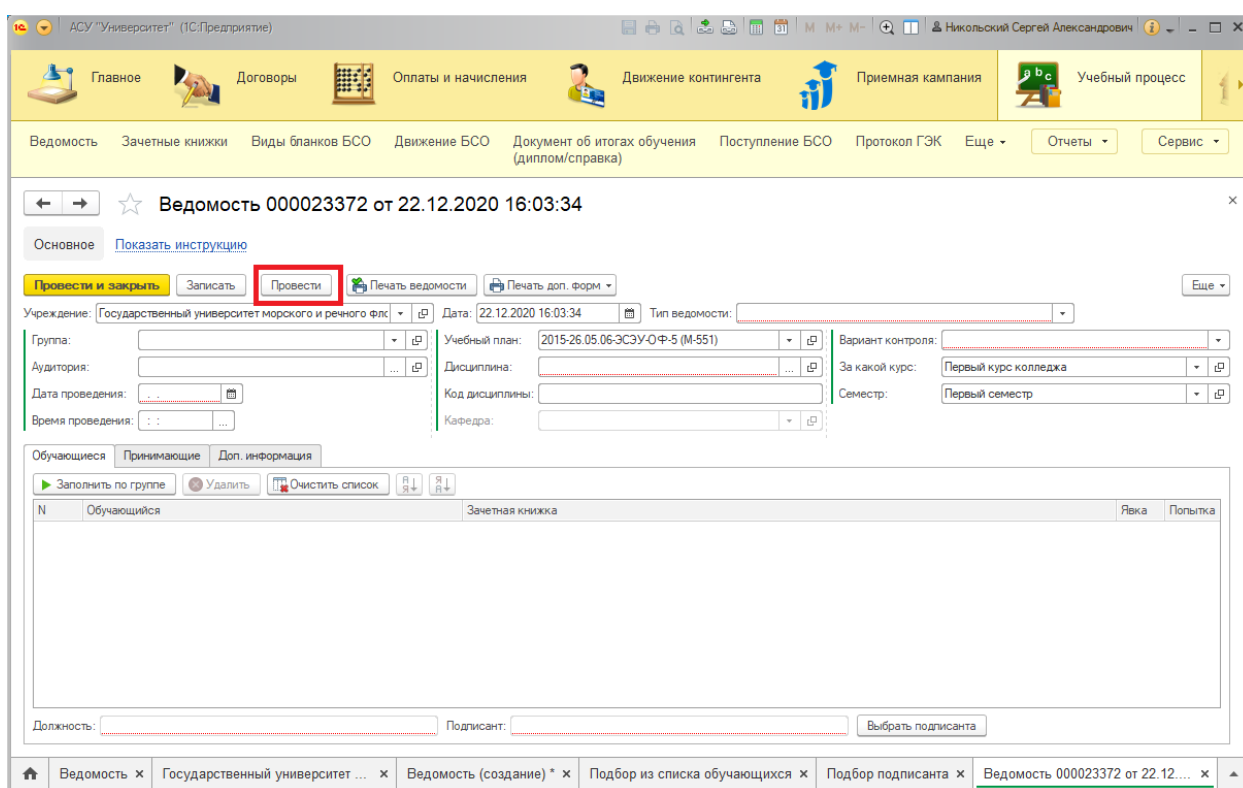 АСУ "Университет" (1С:Предприятие)
M M+ M-
Никольский Сергей Александрович
Главное Договоры Оплаты и начисления Движение контингента Приемная кампания Учебный процесс
Ведомость Зачетные книжки Виды бланков БСО Движение БСО Документ об итогах обучения (диплом/справка) Поступление БСО Протокол ГЭК Еще Отчеты Сервис
Ведомость 000023372 от 22.12.2020 16:03:34
Основное Показать инструкцию
Провести и закрыть Записать Провести Печать ведомости Печать доп. форм Еще
Учреждение: Государственный университет морского и речного фло Дата: 22.12.2020 16:03:34 Тип ведомости:
Группа: Учебный план: 2015-26.05.06-ЭСЭУ-ОФ-5 (М-551) Вариант контроля:
Аудитория: ... Дисциплина: ... За какой курс: Первый курс колледжа
Дата проведения: . . Код дисциплины: Семестр: Первый семестр
Время проведения: : : ... Кафедра:
Обучающиеся Принимающие Доп. информация
Заполнить по группе Удалить Очистить список
N Обучающийся Зачетная книжка Явка Попытка
Должность: Подписант: Выбрать подписанта
Ведомость Государственный университет ... Ведомость (создание) * Подбор из списка обучающихся Подбор подписанта Ведомость 000023372 от 22.12....